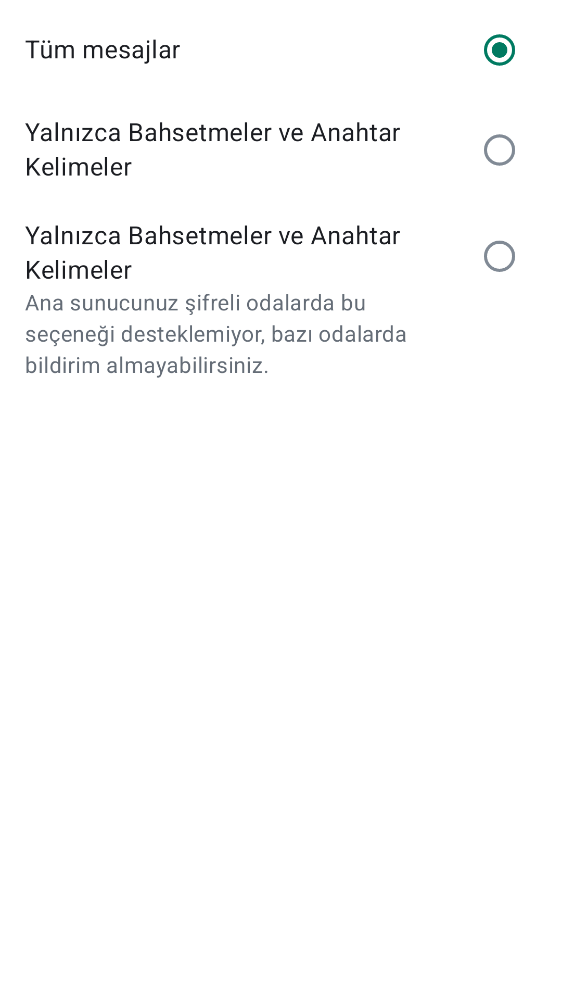 Tüm mesajlar
Yalnızca Bahsetmeler ve Anahtar
Kelimeler
Yalnızca Bahsetmeler ve Anahtar
Kelimeler
Ana sunucunuz şifreli odalarda bu
seçeneği desteklemiyor, bazı odalarda
bildirim almayabilirsiniz.